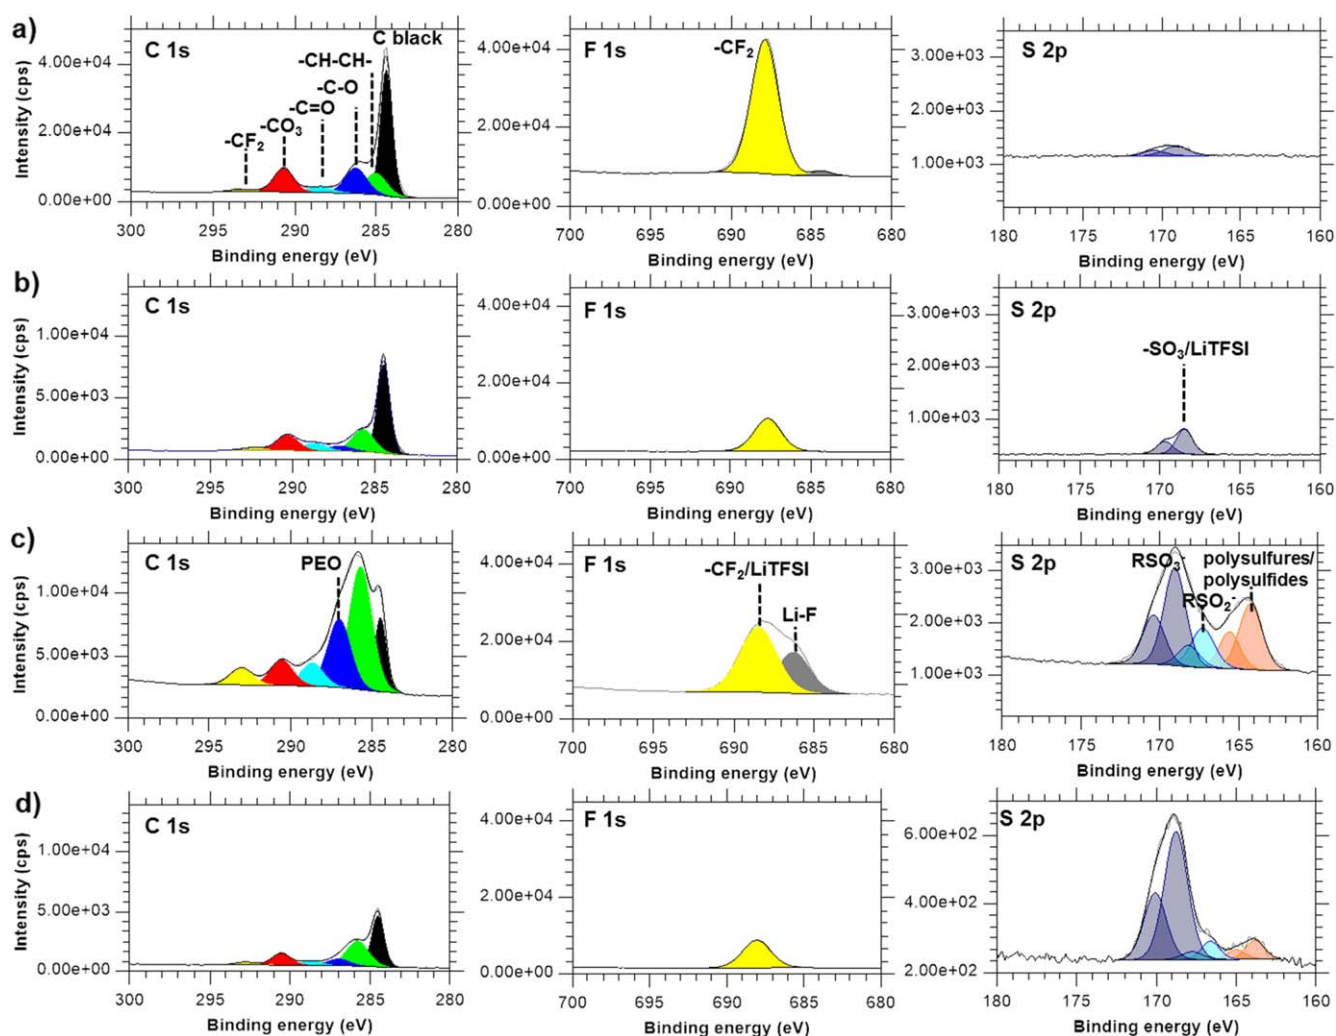 a)
C 1s
C black
-CH-CH-
-C-O
-C=O
-CO3
-CF2
Intensity (cps)
4.00e+04
2.00e+04
0.00e+00
300 295 290 285 280
Binding energy (eV)
F 1s
-CF2
4.00e+04
2.00e+04
0.00e+00
700 695 690 685 680
Binding energy (eV)
S 2p
3.00e+03
2.00e+03
1.00e+03
180 175 170 165 160
Binding energy (eV)
b)
C 1s
Intensity (cps)
1.00e+04
5.00e+03
0.00e+00
300 295 290 285 280
Binding energy (eV)
F 1s
4.00e+04
2.00e+04
0.00e+00
700 695 690 685 680
Binding energy (eV)
S 2p
-SO3/LiTFSI
3.00e+03
2.00e+03
1.00e+03
180 175 170 165 160
Binding energy (eV)
c)
C 1s
PEO
Intensity (cps)
1.00e+04
5.00e+03
0.00e+00
300 295 290 285 280
Binding energy (eV)
F 1s
-CF2/LiTFSI
Li-F
4.00e+04
2.00e+04
0.00e+00
700 695 690 685 680
Binding energy (eV)
S 2p
RSO3-
polysulfures/
polysulfides
RSO2-
3.00e+03
2.00e+03
1.00e+03
180 175 170 165 160
Binding energy (eV)
d)
C 1s
Intensity (cps)
1.00e+04
5.00e+03
0.00e+00
300 295 290 285 280
Binding energy (eV)
F 1s
4.00e+04
2.00e+04
0.00e+00
700 695 690 685 680
Binding energy (eV)
S 2p
6.00e+02
4.00e+02
2.00e+02
180 175 170 165 160
Binding energy (eV)